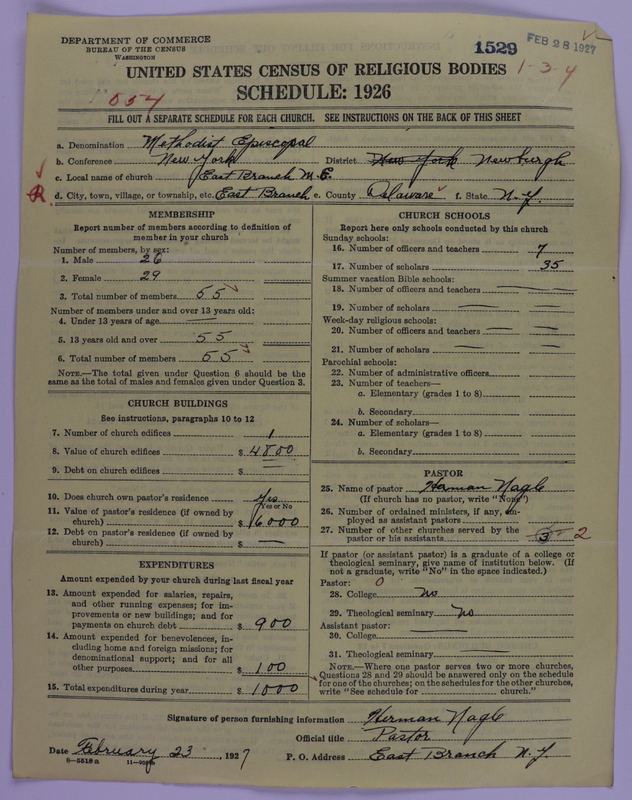 DEPARTMENT OF COMMERCE
BUREAU OF THE CENSUS
WASHINGTON
1529 FEB 28 1927
UNITED STATES CENSUS OF RELIGIOUS BODIES 1-3-4
054 SCHEDULE: 1926
FILL OUT A SEPARATE SCHEDULE FOR EACH CHURCH. SEE INSTRUCTIONS ON THE BACK OF THIS SHEET
a. Denomination Methodist Episcopal
b. Conference New York District New York Newburgh
c. Local name of church East Branch M.E.
R d. City, town, village, or township, etc. East Branch e. County Delaware f. State N.Y.
MEMBERSHIP
Report number of members according to definition of
member in your church
Number of members, by sex:
1. Male 26
2. Female 29
3. Total number of members 55
Number of members under and over 13 years old:
4. Under 13 years of age —
5. 13 years old and over 55
6. Total number of members 55
NOTE.—The total given under Question 6 should be the
same as the total of males and females given under Question 3.
CHURCH BUILDINGS
See instructions, paragraphs 10 to 12
7. Number of church edifices 1
8. Value of church edifices $ 4800
9. Debt on church edifices $ —
10. Does church own pastor's residence Yes
(Yes or No
11. Value of pastor's residence (if owned by
church) $ 6000
12. Debt on pastor's residence (if owned by
church) $ —
EXPENDITURES
Amount expended by your church during last fiscal year
13. Amount expended for salaries, repairs,
and other running expenses; for im-
provements or new buildings; and for
payments on church debt $ 900
14. Amount expended for benevolences, in-
cluding home and foreign missions; for
denominational support; and for all
other purposes $ 100
15. Total expenditures during year $ 1000
CHURCH SCHOOLS
Report here only schools conducted by this church
Sunday schools:
16. Number of officers and teachers 7
17. Number of scholars 35
Summer vacation Bible schools:
18. Number of officers and teachers —
19. Number of scholars —
Week-day religious schools:
20. Number of officers and teachers —
21. Number of scholars —
Parochial schools:
22. Number of administrative officers
23. Number of teachers—
a. Elementary (grades 1 to 8)
b. Secondary
24. Number of scholars—
a. Elementary (grades 1 to 8)
b. Secondary
PASTOR
25. Name of pastor Herman Nagle
(If church has no pastor, write "None")
26. Number of ordained ministers, if any, em-
ployed as assistant pastors
27. Number of other churches served by the
pastor or his assistants 3 2
If pastor (or assistant pastor) is a graduate of a college or
theological seminary, give name of institution below. (If
not a graduate, write "No" in the space indicated.)
Pastor: 0
28. College No
29. Theological seminary No
Assistant pastor:
30. College —
31. Theological seminary —
NOTE.—Where one pastor serves two or more churches,
Questions 28 and 29 should be answered only on the schedule
for one of the churches; on the schedules for the other churches,
write "See schedule for church."
Signature of person furnishing information Herman Nagle
Official title Pastor
Date February 23, 1927 P. O. Address East Branch N.Y.
8-5518 a